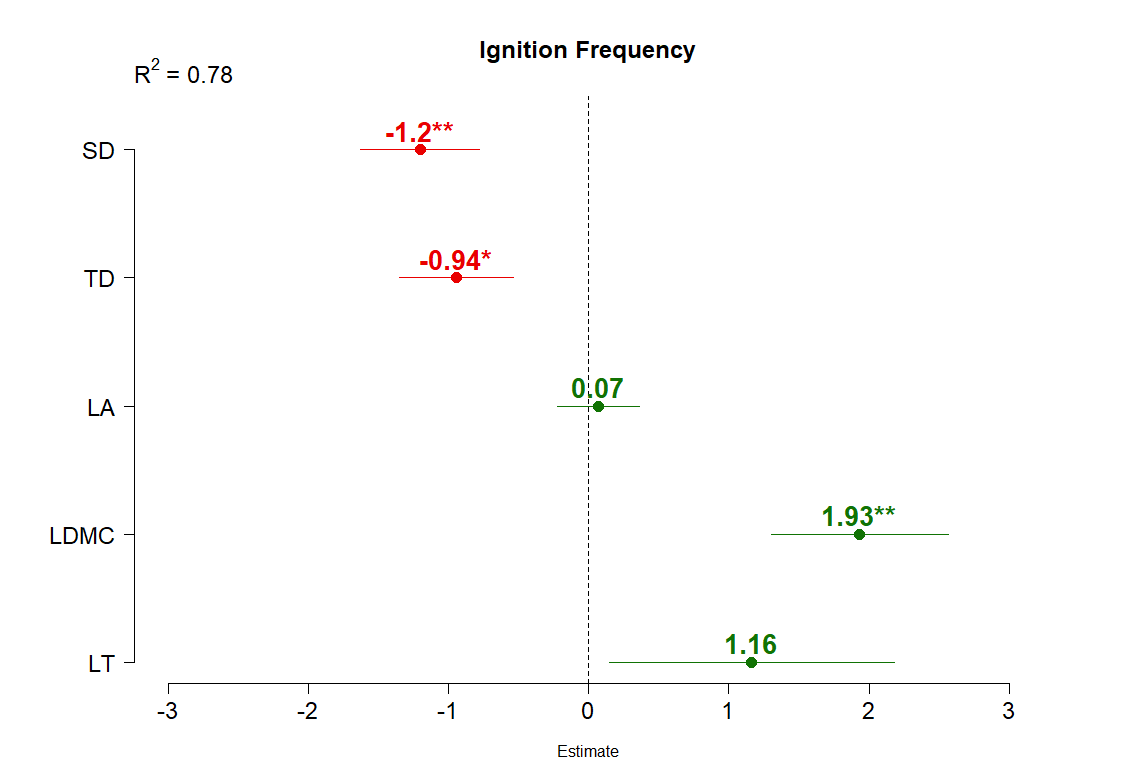 Ignition Frequency
R² = 0.78
SD
-1.2**
TD
-0.94*
LA
0.07
LDMC
1.93**
LT
1.16
-3 -2 -1 0 1 2 3
Estimate